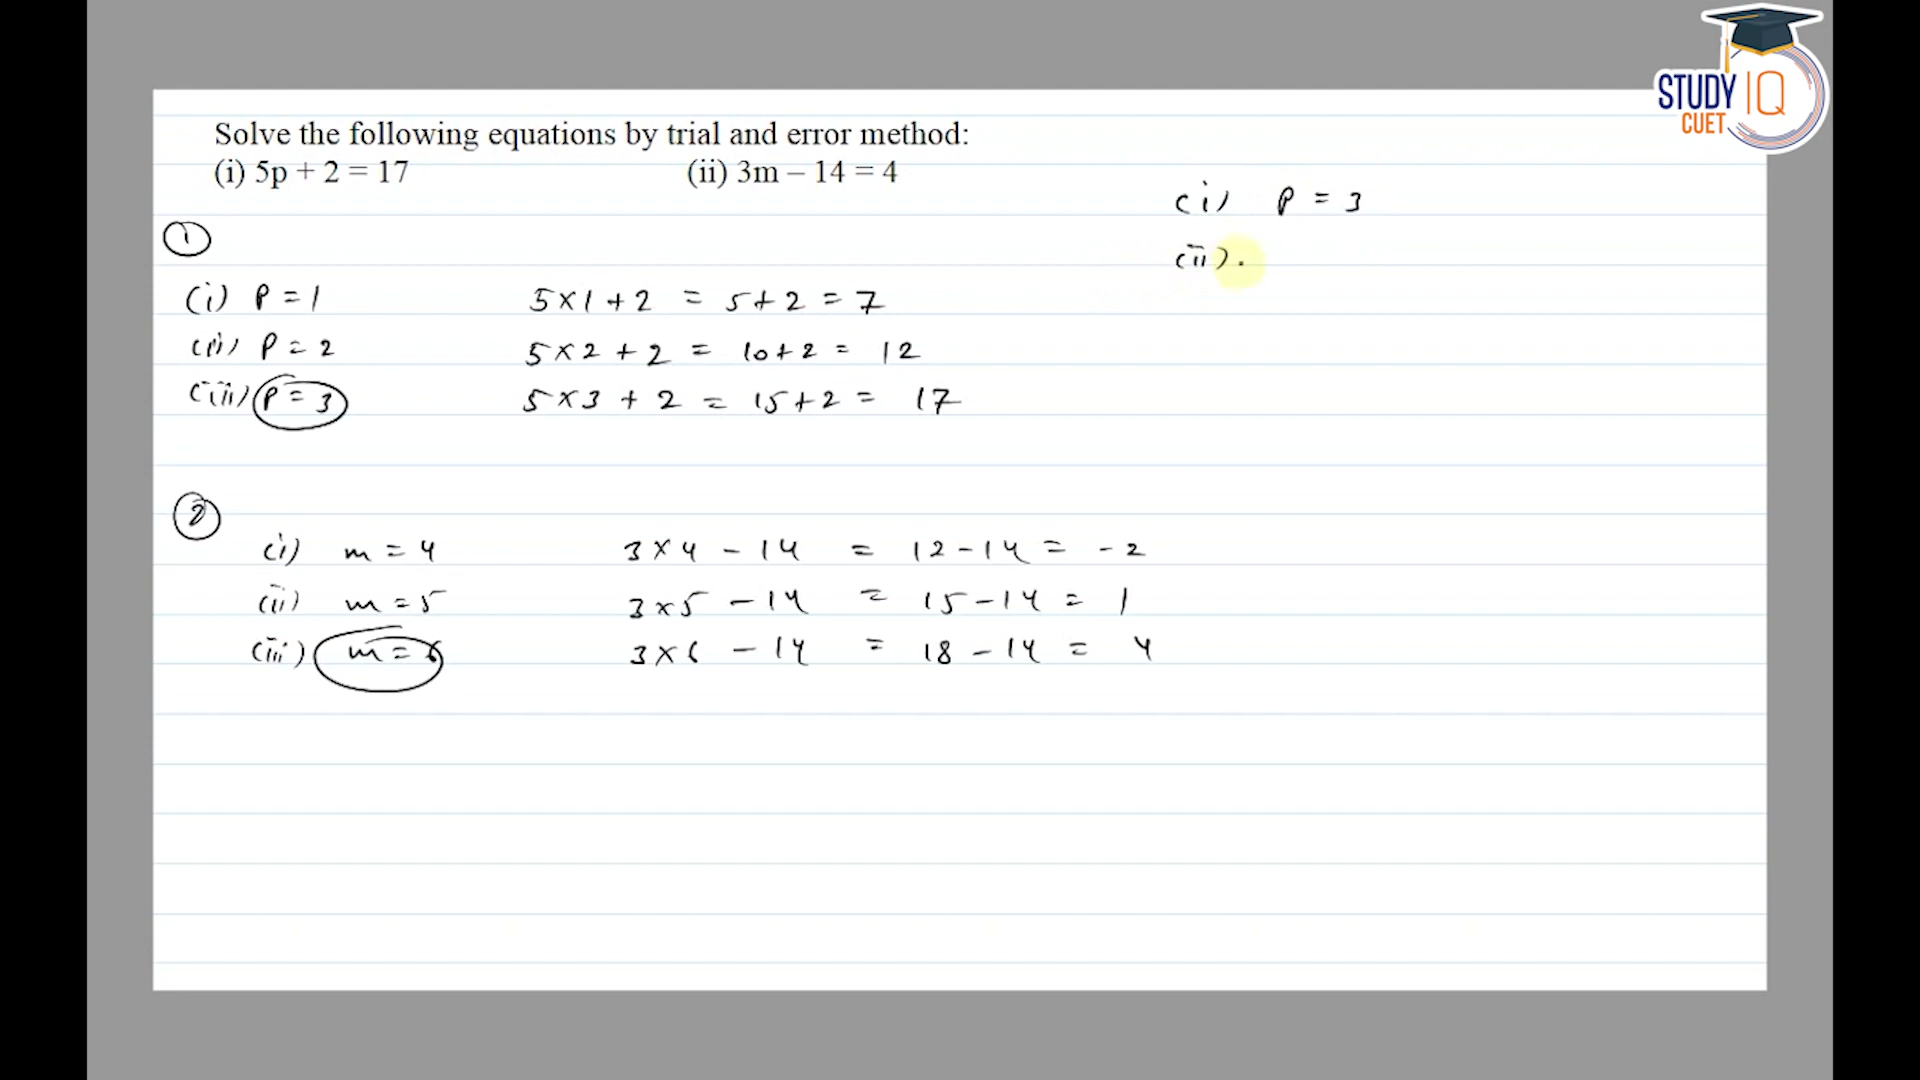 STUDY IQ
CUET
Solve the following equations by trial and error method:
(i) 5p + 2 = 17 (ii) 3m – 14 = 4
(i) P = 3
(ii).
1
(i) P = 1 5 × 1 + 2 = 5 + 2 = 7
(ii) P = 2 5 × 2 + 2 = 10 + 2 = 12
(iii) P = 3 5 × 3 + 2 = 15 + 2 = 17
2
(i) m = 4 3 × 4 - 14 = 12 - 14 = - 2
(ii) m = 5 3 × 5 - 14 = 15 - 14 = 1
(iii) m = 6 3 × 6 - 14 = 18 - 14 = 4